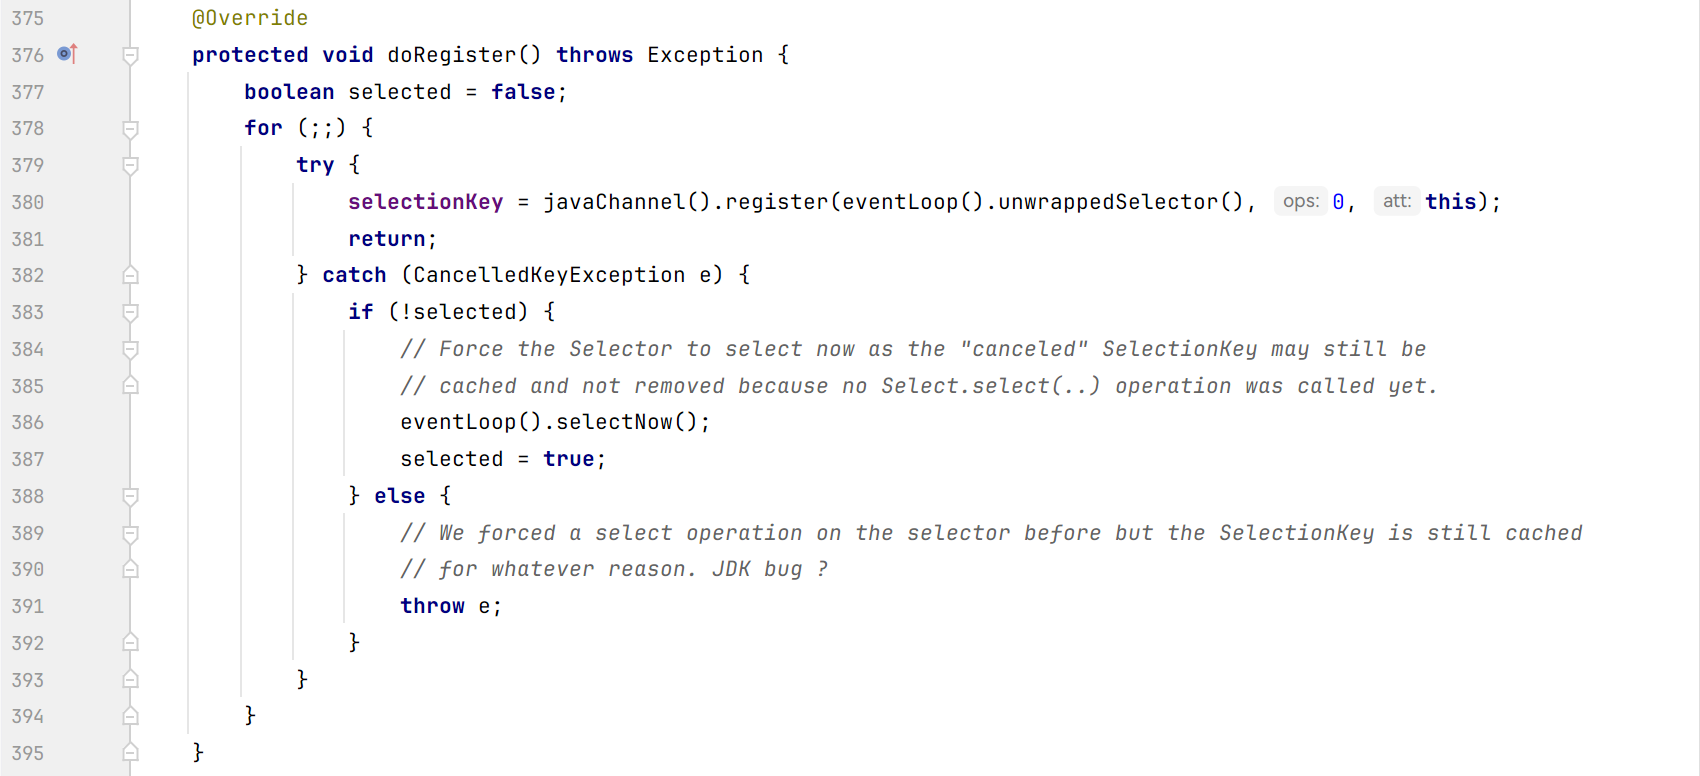 375 @Override
376 protected void doRegister() throws Exception {
377 boolean selected = false;
378 for (;;) {
379 try {
380 selectionKey = javaChannel().register(eventLoop().unwrappedSelector(), ops: 0, att: this);
381 return;
382 } catch (CancelledKeyException e) {
383 if (!selected) {
384 // Force the Selector to select now as the "canceled" SelectionKey may still be
385 // cached and not removed because no Select.select(..) operation was called yet.
386 eventLoop().selectNow();
387 selected = true;
388 } else {
389 // We forced a select operation on the selector before but the SelectionKey is still cached
390 // for whatever reason. JDK bug ?
391 throw e;
392 }
393 }
394 }
395 }